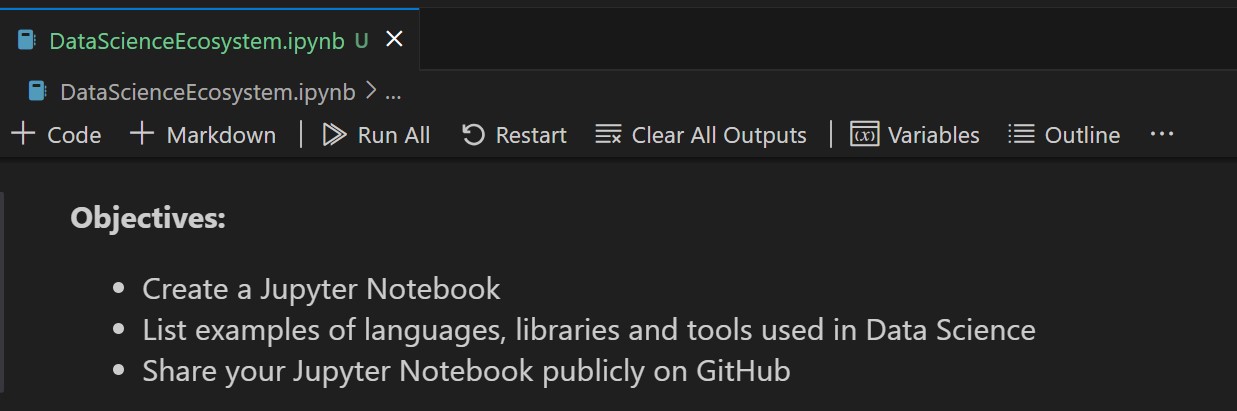 DataScienceEcosystem.ipynb U
DataScienceEcosystem.ipynb > ...
+ Code + Markdown | Run All Restart Clear All Outputs | (x) Variables Outline ...
Objectives:
• Create a Jupyter Notebook
• List examples of languages, libraries and tools used in Data Science
• Share your Jupyter Notebook publicly on GitHub